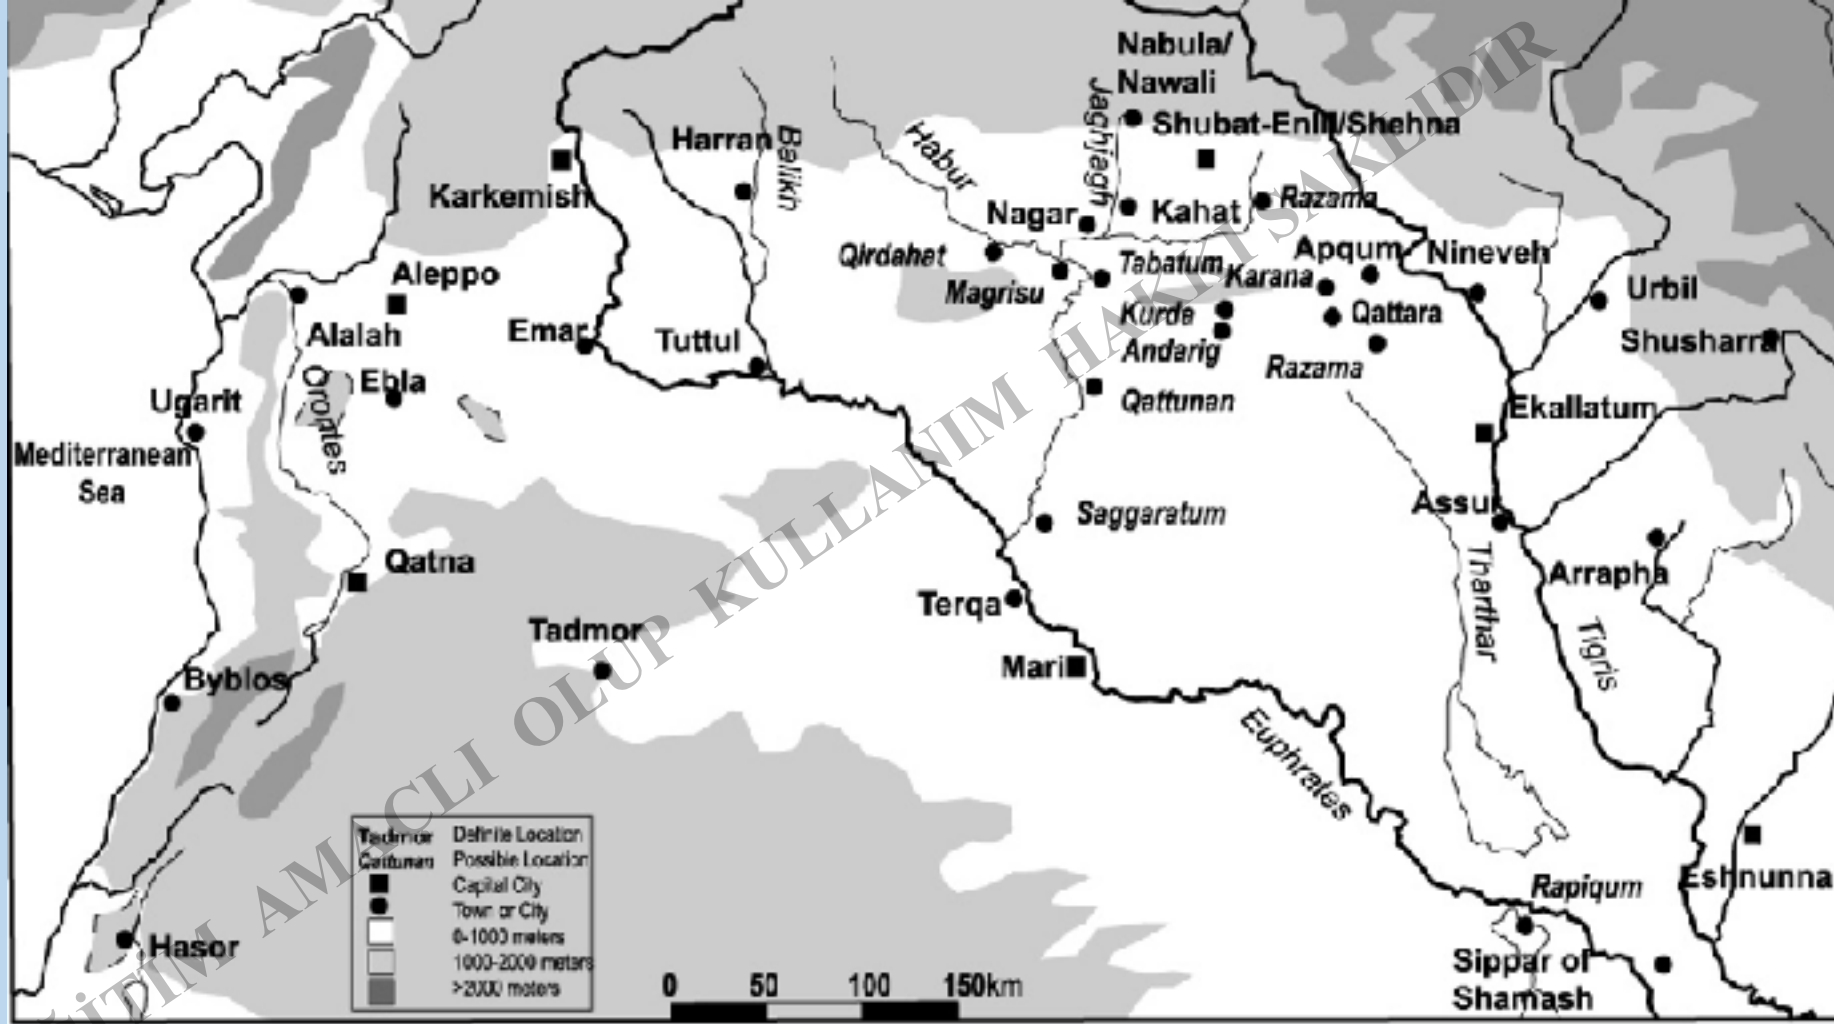 Nabula/
Nawali
Jaghjagh
Shubat-Enlil/Shehna
Harran
Belikh
Habur
Karkemish
Nagar
Kahat
Razama
Qirdahat
Magrisu
Tabatum
Karana
Apqum
Nineveh
Aleppo
Alalah
Emar
Tuttul
Kurda
Andarig
Qattara
Razama
Urbil
Shusharra
Ebla
Orontes
Ugarit
Qattunan
Ekallatum
Mediterranean
Sea
Saggaratum
Assur
Qatna
Terqa
Tharthar
Arrapha
Tadmor
Mari
Tigris
Byblos
Euphrates
Tadmor Definite Location
Qattunan Possible Location
Capital City
Town or City
0-1000 meters
1000-2000 meters
>2000 meters
Hasor
Rapiqum
Eshnunna
0 50 100 150km
Sippar of
Shamash
ĞİTİM AMACLI OLUP KULLANIM HAKKI SAKLIDIR